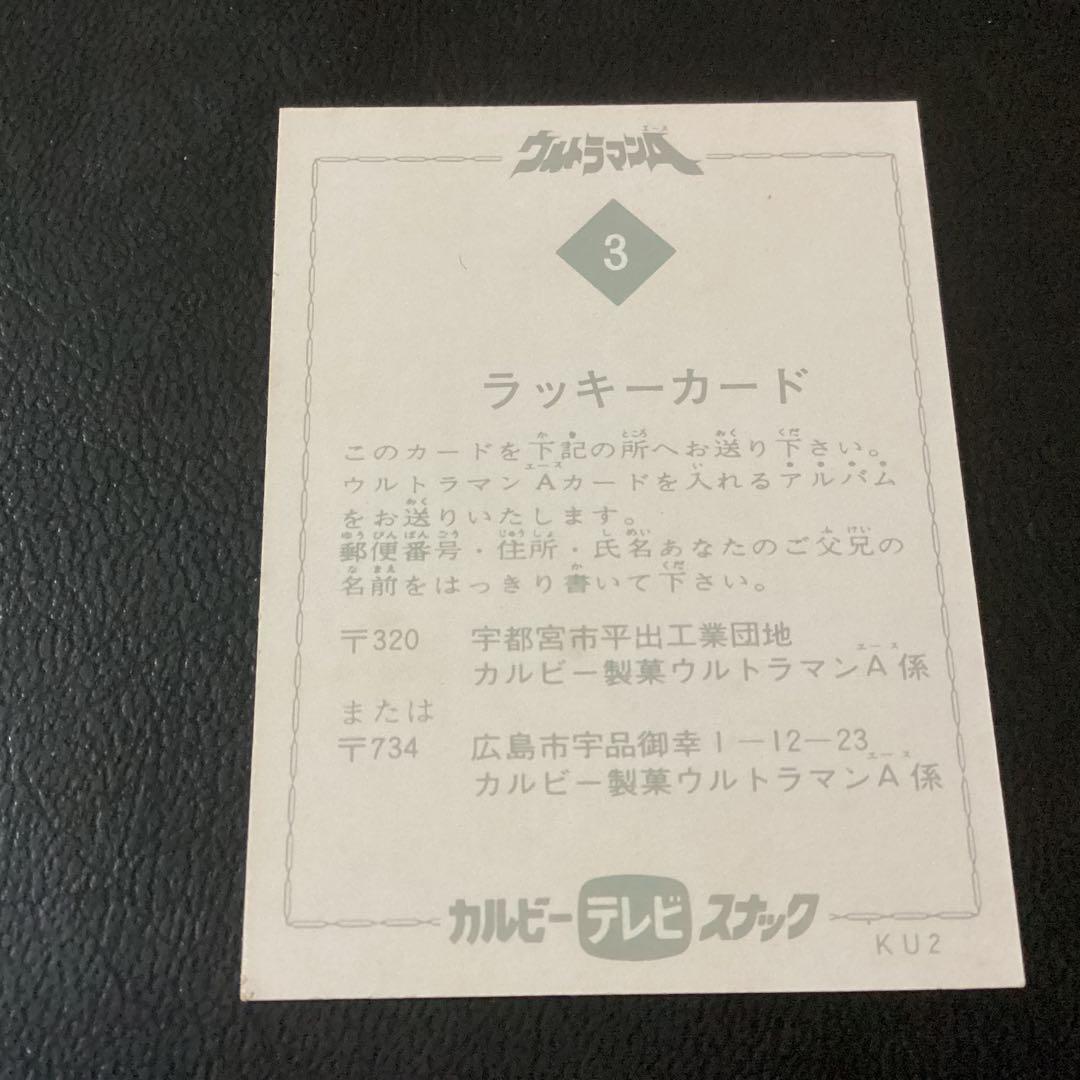 ウルトラマンA
3
ラッキーカード
このカードを下記の所へお送り下さい。
ウルトラマンAカードを入れるアルバム
をお送りいたします。
郵便番号・住所・氏名あなたのご父兄の
名前をはっきり書いて下さい。
〒320 宇都宮市平出工業団地
カルビー製菓ウルトラマンA係
または
〒734 広島市宇品御幸1-12-23
カルビー製菓ウルトラマンA係
カルビーテレビスナック
KU2